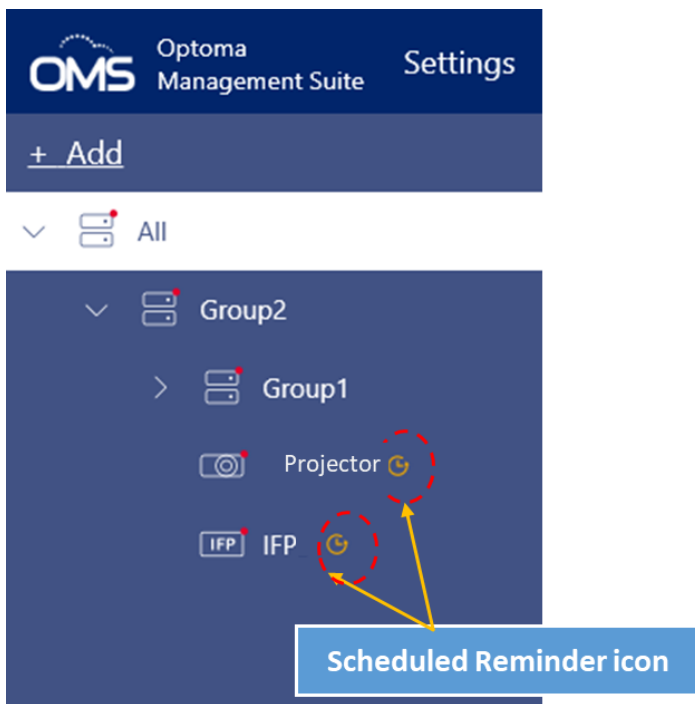 OMS
Optoma
Management Suite
Settings
+ Add
All
Group2
Group1
Projector
IFP IFP
Scheduled Reminder icon